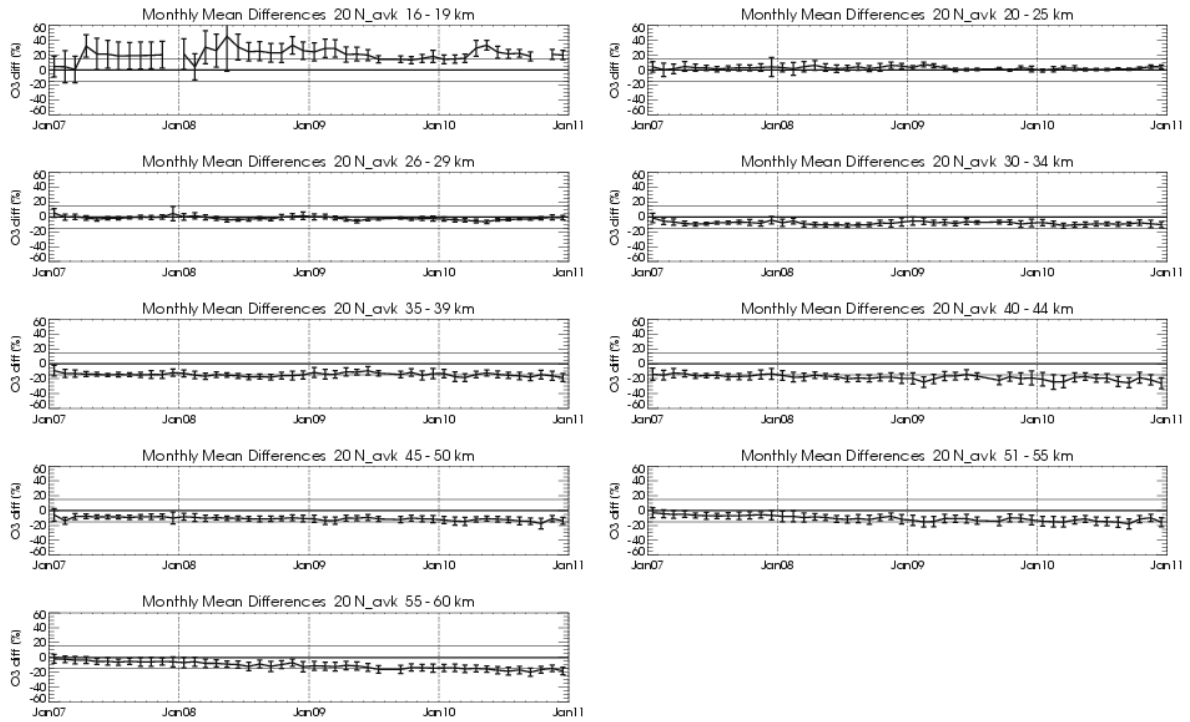 Monthly Mean Differences 20 N_avk 16 - 19 km
O3 diff (%)
60
40
20
0
-20
-40
-60
Jan07 Jan08 Jan09 Jan10 Jan11
Monthly Mean Differences 20 N_avk 20 - 25 km
O3 diff (%)
60
40
20
0
-20
-40
-60
Jan07 Jan08 Jan09 Jan10 Jan11
Monthly Mean Differences 20 N_avk 26 - 29 km
O3 diff (%)
60
40
20
0
-20
-40
-60
Jan07 Jan08 Jan09 Jan10 Jan11
Monthly Mean Differences 20 N_avk 30 - 34 km
O3 diff (%)
60
40
20
0
-20
-40
-60
Jan07 Jan08 Jan09 Jan10 Jan11
Monthly Mean Differences 20 N_avk 35 - 39 km
O3 diff (%)
60
40
20
0
-20
-40
-60
Jan07 Jan08 Jan09 Jan10 Jan11
Monthly Mean Differences 20 N_avk 40 - 44 km
O3 diff (%)
60
40
20
0
-20
-40
-60
Jan07 Jan08 Jan09 Jan10 Jan11
Monthly Mean Differences 20 N_avk 45 - 50 km
O3 diff (%)
60
40
20
0
-20
-40
-60
Jan07 Jan08 Jan09 Jan10 Jan11
Monthly Mean Differences 20 N_avk 51 - 55 km
O3 diff (%)
60
40
20
0
-20
-40
-60
Jan07 Jan08 Jan09 Jan10 Jan11
Monthly Mean Differences 20 N_avk 55 - 60 km
O3 diff (%)
60
40
20
0
-20
-40
-60
Jan07 Jan08 Jan09 Jan10 Jan11